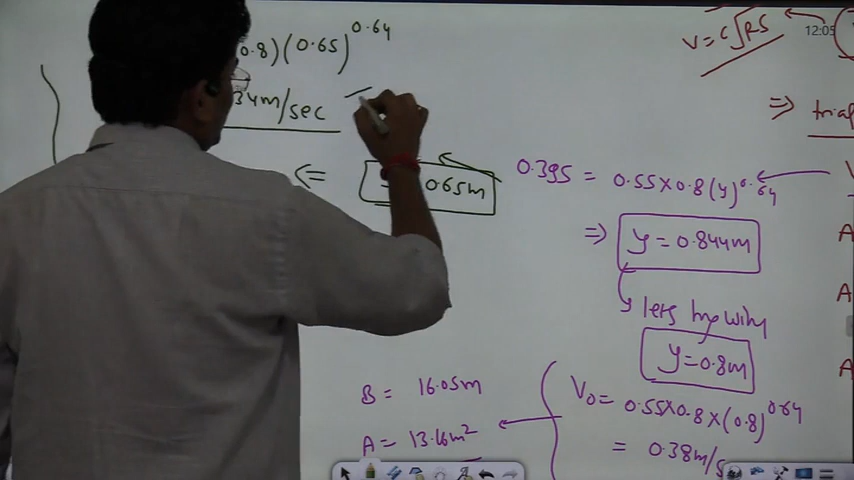 0.8)(0.65)^0.64
34m/sec
<=
0.65m
V=C√RS
12:05
⇒
0.395 = 0.55×0.8(y)^0.64
⇒ y = 0.844m
lets try with
y=0.8m
B = 16.05m
A = 13.16m²
V₀= 0.55×0.8×(0.8)^0.64
= 0.38m/s
A
A
A